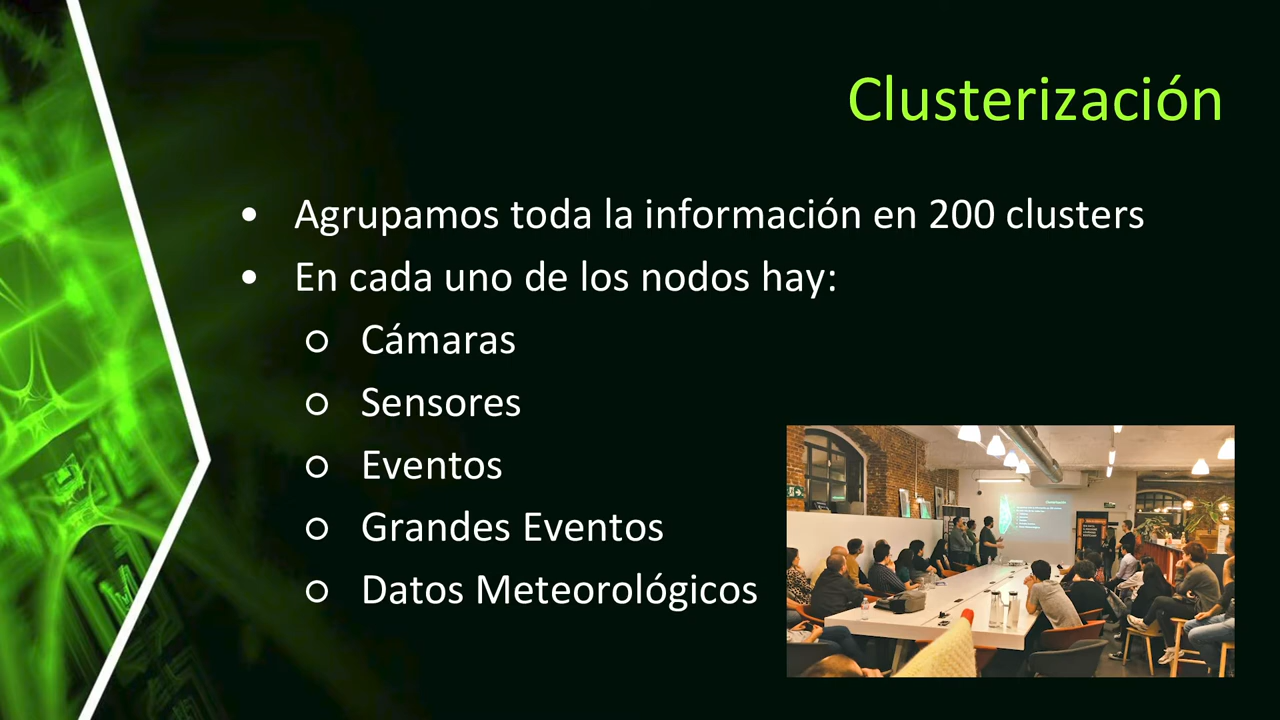 Clusterización
• Agrupamos toda la información en 200 clusters
• En cada uno de los nodos hay:
○ Cámaras
○ Sensores
○ Eventos
○ Grandes Eventos
○ Datos Meteorológicos